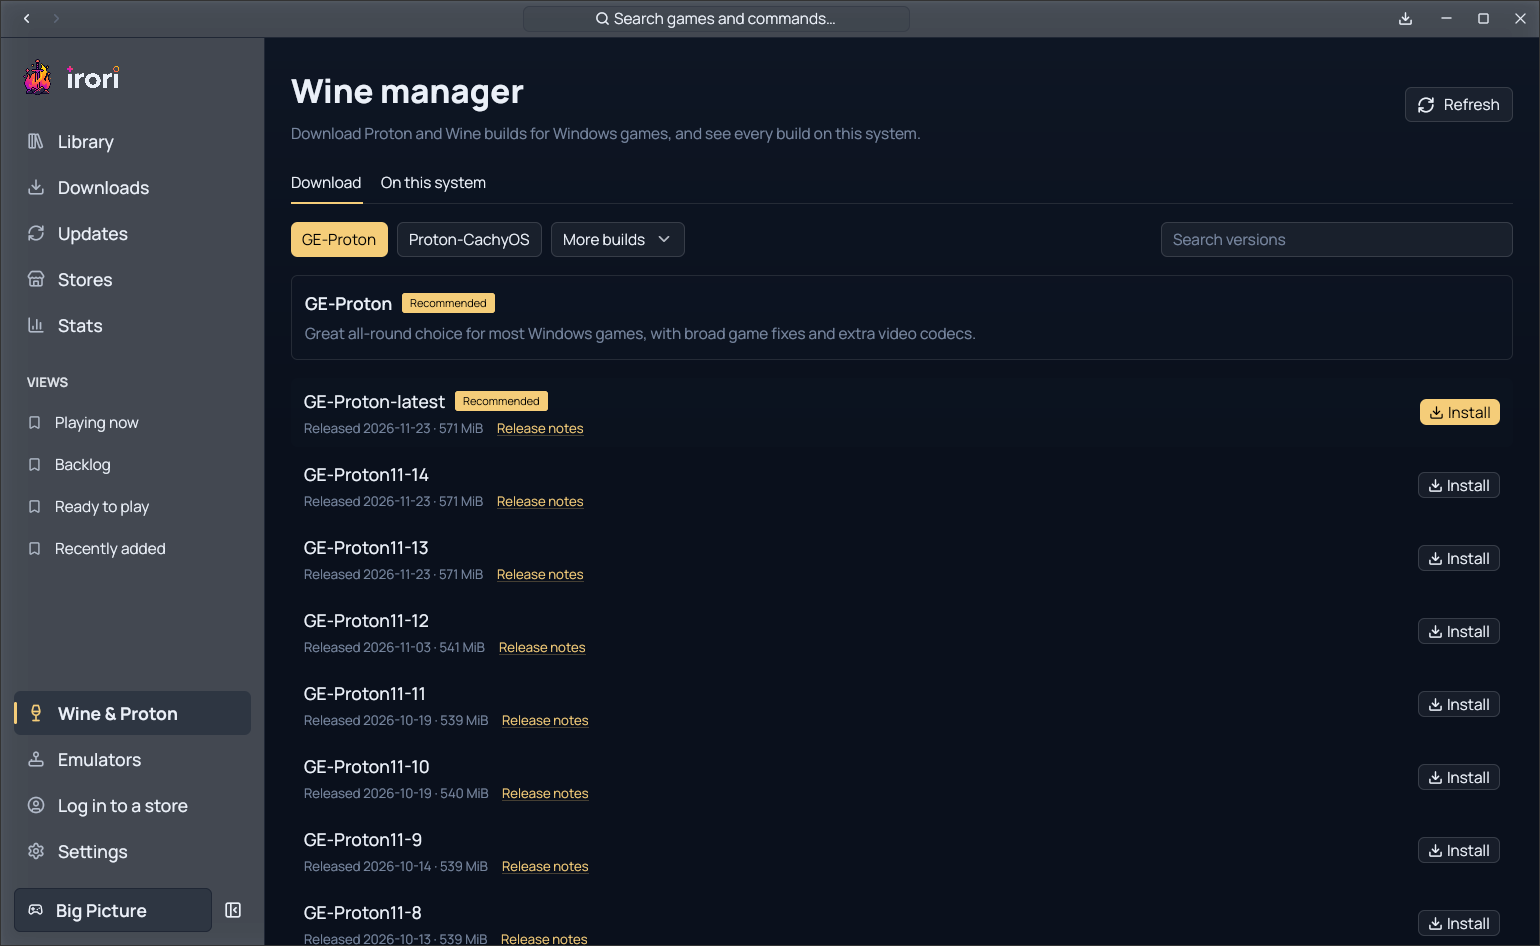 Search games and commands...
irori
Library
Downloads
Updates
Stores
Stats
VIEWS
Playing now
Backlog
Ready to play
Recently added
Wine & Proton
Emulators
Log in to a store
Settings
Big Picture
Wine manager
Download Proton and Wine builds for Windows games, and see every build on this system.
Refresh
Download On this system
GE-Proton Proton-CachyOS More builds Search versions
GE-Proton Recommended
Great all-round choice for most Windows games, with broad game fixes and extra video codecs.
GE-Proton-latest Recommended
Released 2026-11-23 · 571 MiB Release notes
Install
GE-Proton11-14
Released 2026-11-23 · 571 MiB Release notes
Install
GE-Proton11-13
Released 2026-11-23 · 571 MiB Release notes
Install
GE-Proton11-12
Released 2026-11-03 · 541 MiB Release notes
Install
GE-Proton11-11
Released 2026-10-19 · 539 MiB Release notes
Install
GE-Proton11-10
Released 2026-10-19 · 540 MiB Release notes
Install
GE-Proton11-9
Released 2026-10-14 · 539 MiB Release notes
Install
GE-Proton11-8
Released 2026-10-13 · 539 MiB Release notes
Install